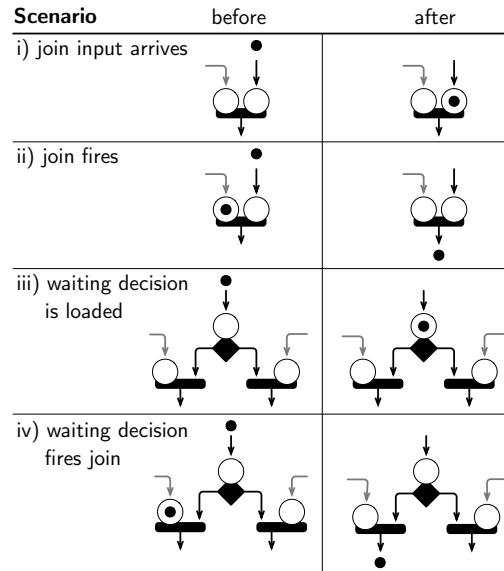 Scenario before after
i) join input arrives
ii) join fires
iii) waiting decision
is loaded
iv) waiting decision
fires join